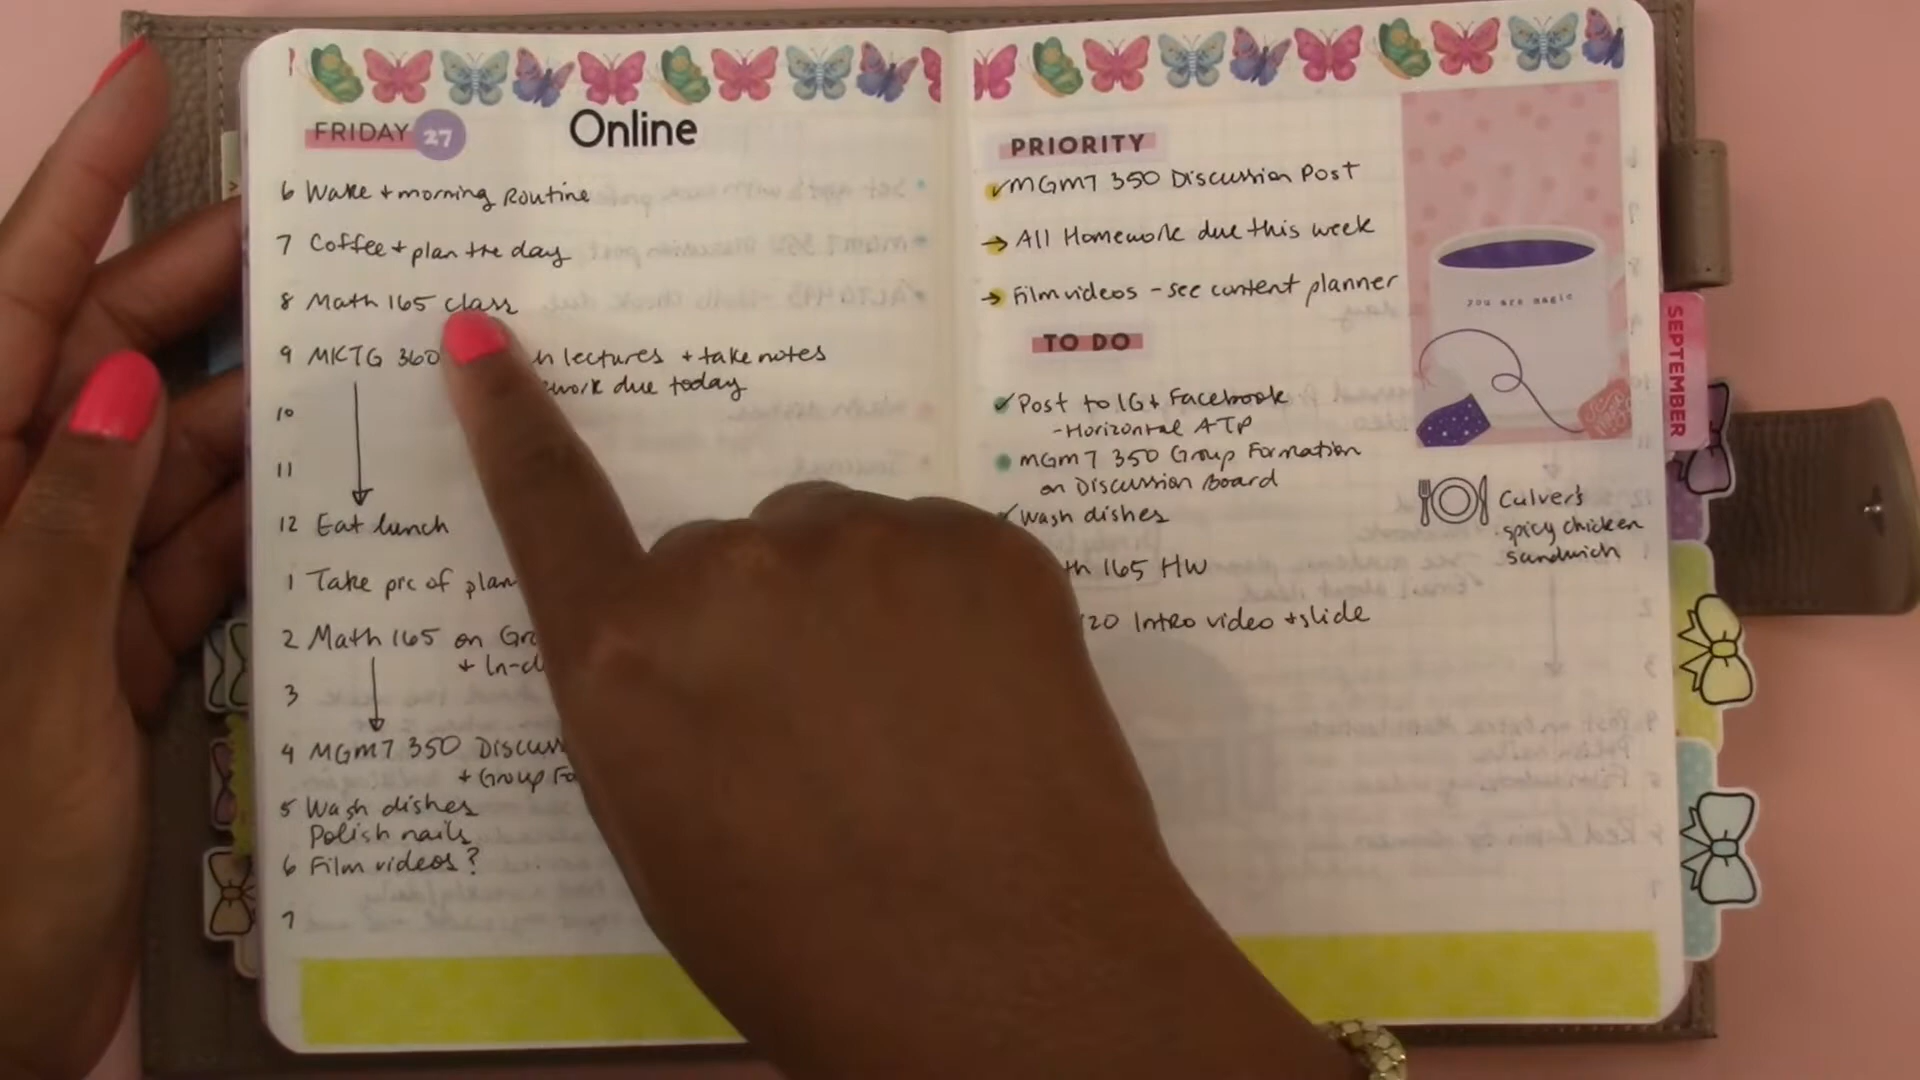 FRIDAY 27
Online
6 Wake + morning Routine
7 Coffee + plan the day
8 Math 165 class
9 MKTG 360 lectures + take notes
due today
10
11
12 Eat lunch
1 Take pic of plan
2 Math 165 on
+ In-cl
3
4 MGMT 350 Discuss
+ Group Fo
5 Wash dishes
Polish nails
6 Film videos?
7
PRIORITY
✓ MGMT 350 Discussion Post
→ All Homework due this week
→ Film videos - see content planner
TO DO
✓ Post to IG + Facebook
- Horizontal ATP
MGMT 350 Group Formation
on Discussion Board
✓ Wash dishes
165 HW
20 Intro video + slide
you are magic
Culver's
spicy chicken
sandwich
SEPTEMBER